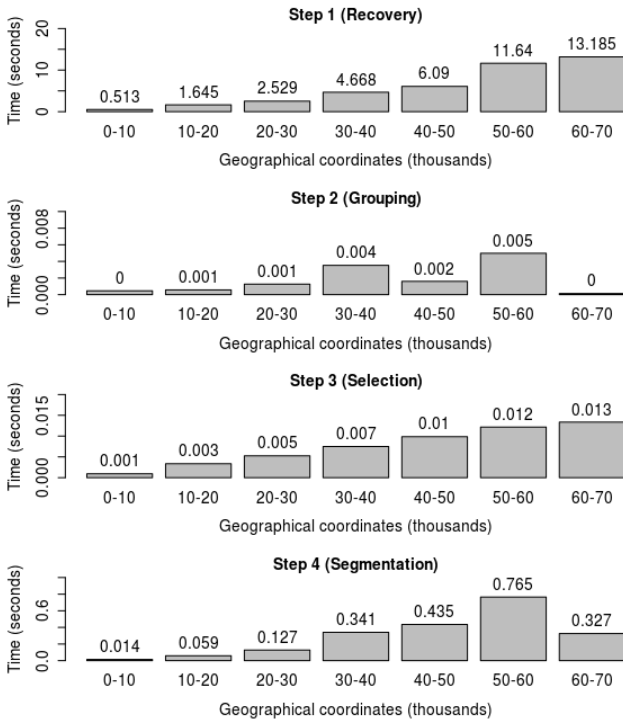 Step 1 (Recovery)
Time (seconds)
20
10
0
0.513 1.645 2.529 4.668 6.09 11.64 13.185
0-10 10-20 20-30 30-40 40-50 50-60 60-70
Geographical coordinates (thousands)
Step 2 (Grouping)
Time (seconds)
0.008
0.000
0 0.001 0.001 0.004 0.002 0.005 0
0-10 10-20 20-30 30-40 40-50 50-60 60-70
Geographical coordinates (thousands)
Step 3 (Selection)
Time (seconds)
0.015
0.000
0.001 0.003 0.005 0.007 0.01 0.012 0.013
0-10 10-20 20-30 30-40 40-50 50-60 60-70
Geographical coordinates (thousands)
Step 4 (Segmentation)
Time (seconds)
0.6
0.0
0.014 0.059 0.127 0.341 0.435 0.765 0.327
0-10 10-20 20-30 30-40 40-50 50-60 60-70
Geographical coordinates (thousands)